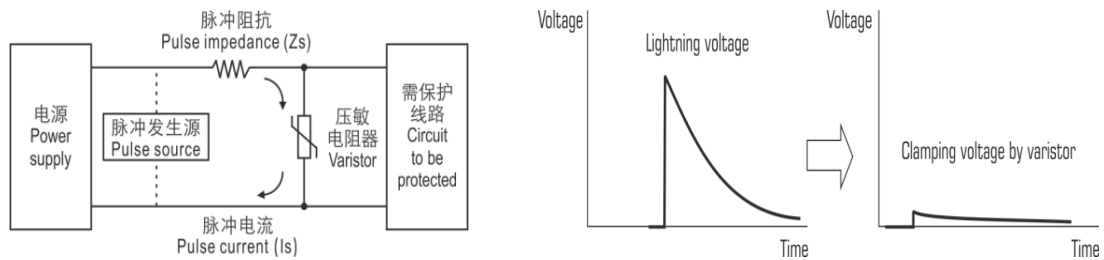 脉冲阻抗
Pulse impedance (Zs)
电源
Power
supply
脉冲发生源
Pulse source
压敏
电阻器
Varistor
需保护
线路
Circuit
to be
protected
脉冲电流
Pulse current (Is)
Voltage
Lightning voltage
Time
Voltage
Clamping voltage by varistor
Time